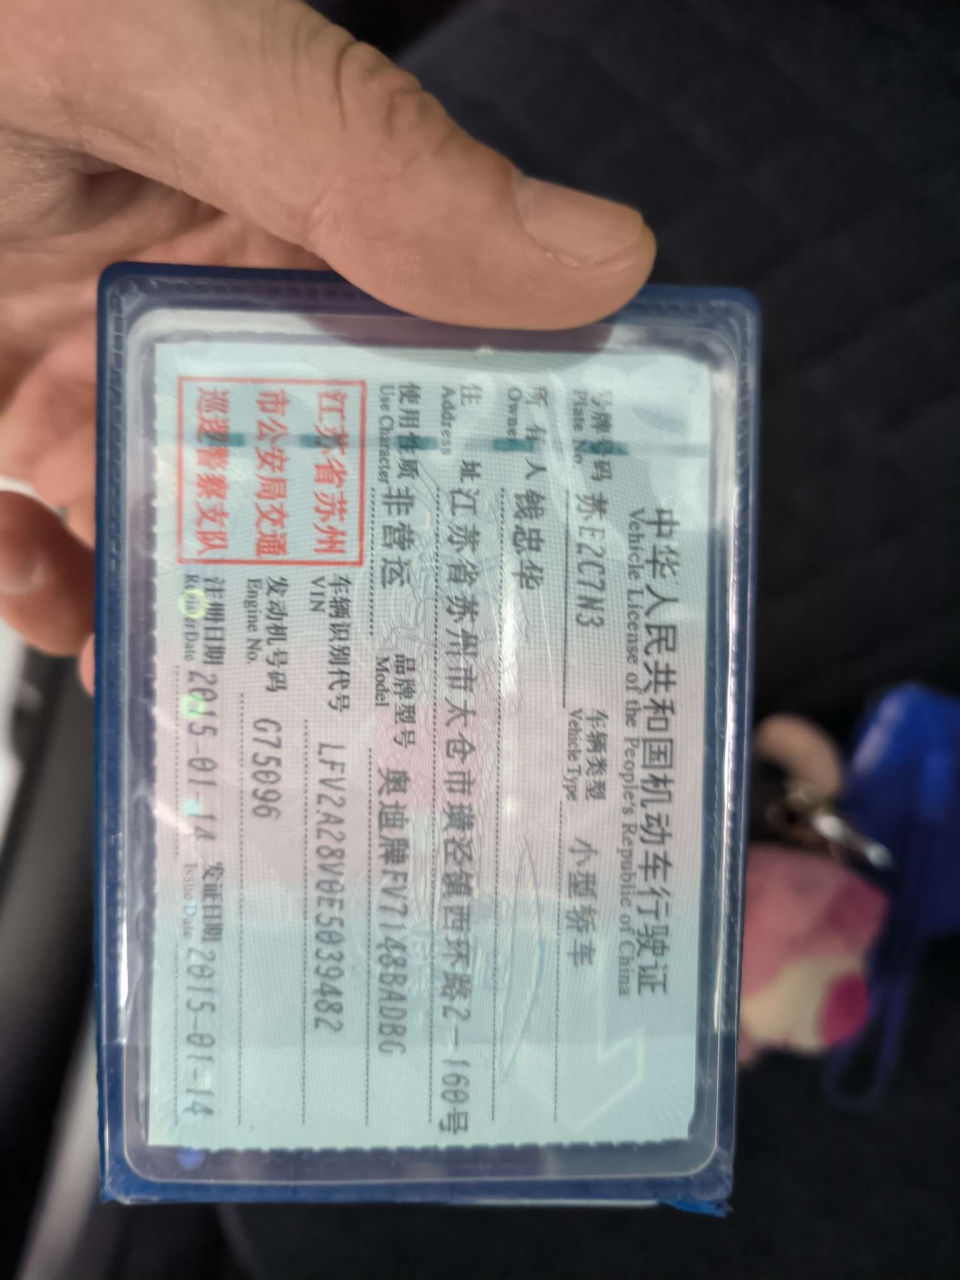 中华人民共和国机动车行驶证
Vehicle License of the People's Republic of China
号牌号码 苏E2C7N3 车辆类型 小型轿车
Plate No. Vehicle Type
所有人 钱忠华
Owner
住址 江苏省苏州市太仓市璜泾镇西环路2-160号
Address
使用性质 非营运 品牌型号 奥迪牌FV7148BADBG
Use Character Model
江苏省苏州
市公安局交通
巡逻警察支队
车辆识别代号 LFV2A28V0E5039482
VIN
发动机号码 G75096
Engine No.
注册日期 2015-01-14 发证日期 2015-01-14
Register Date Issue Date